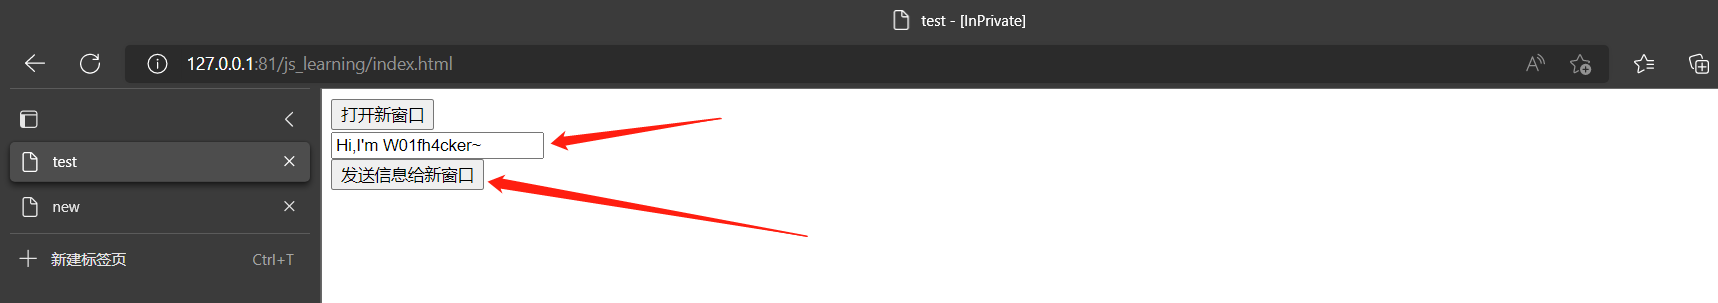 test - [InPrivate]
127.0.0.1:81/js_learning/index.html
打开新窗口
Hi,I'm W01fh4cker~
发送信息给新窗口
test
new
新建标签页 Ctrl+T